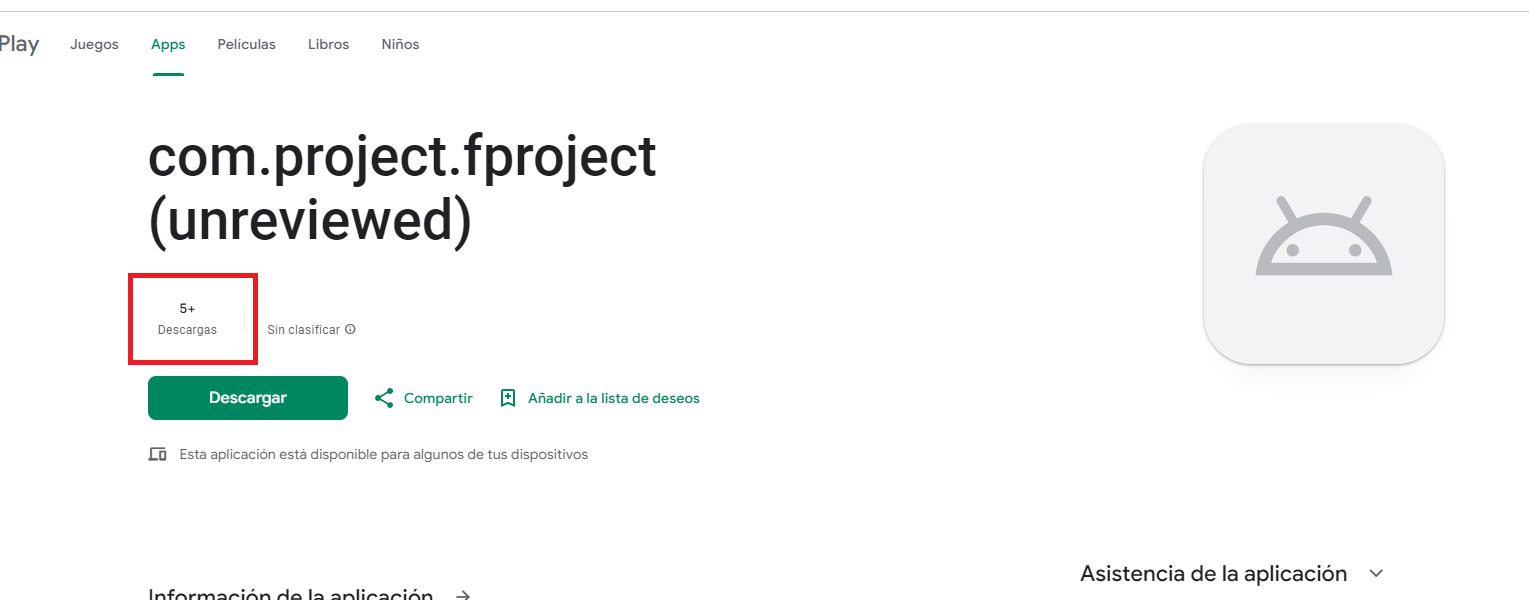 Play Juegos Apps Películas Libros Niños
com.project.fproject
(unreviewed)
5+
Descargas
Sin clasificar
Descargar
Compartir
Añadir a la lista de deseos
Esta aplicación está disponible para algunos de tus dispositivos
Asistencia de la aplicación
Información de la aplicación